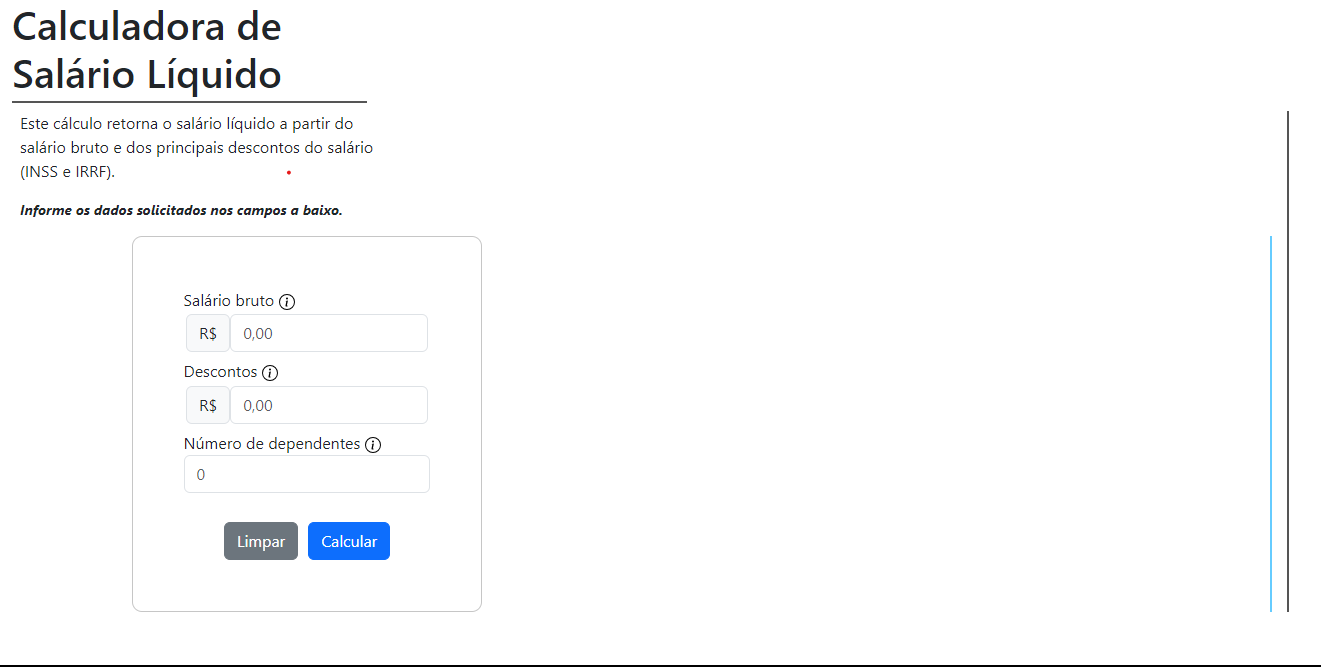 Calculadora de
Salário Líquido
Este cálculo retorna o salário líquido a partir do
salário bruto e dos principais descontos do salário
(INSS e IRRF).
Informe os dados solicitados nos campos a baixo.
Salário bruto
R$ 0,00
Descontos
R$ 0,00
Número de dependentes
0
Limpar Calcular